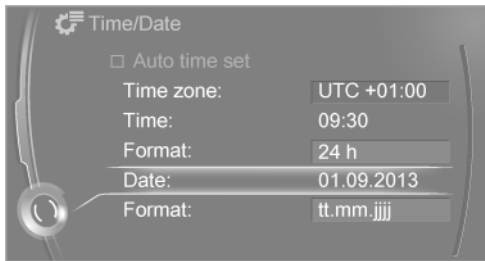 Time/Date
Auto time set
Time zone: UTC +01:00
Time: 09:30
Format: 24 h
Date: 01.09.2013
Format: tt.mm.jjjj